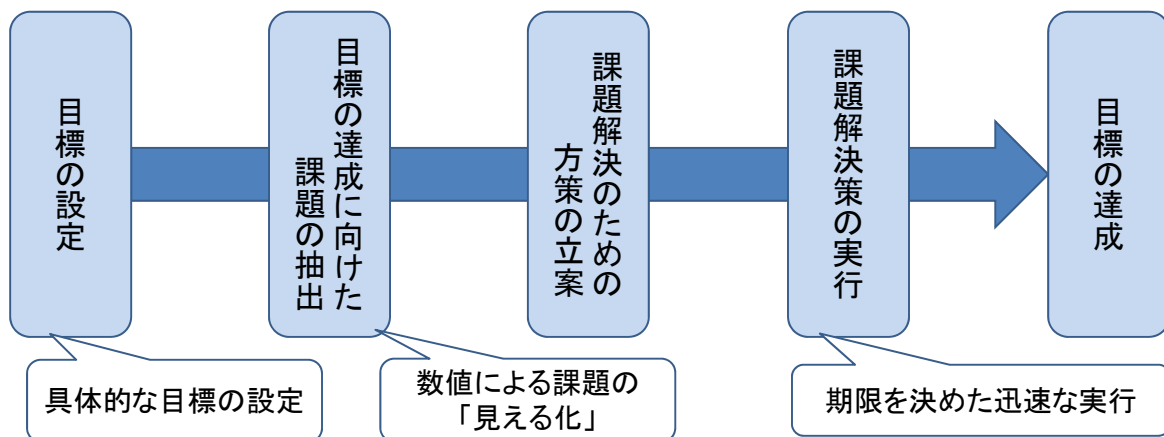 目標の設定
目標の達成に向けた
課題の抽出
課題解決のための
方策の立案
課題解決策の実行
目標の達成
具体的な目標の設定
数値による課題の
「見える化」
期限を決めた迅速な実行